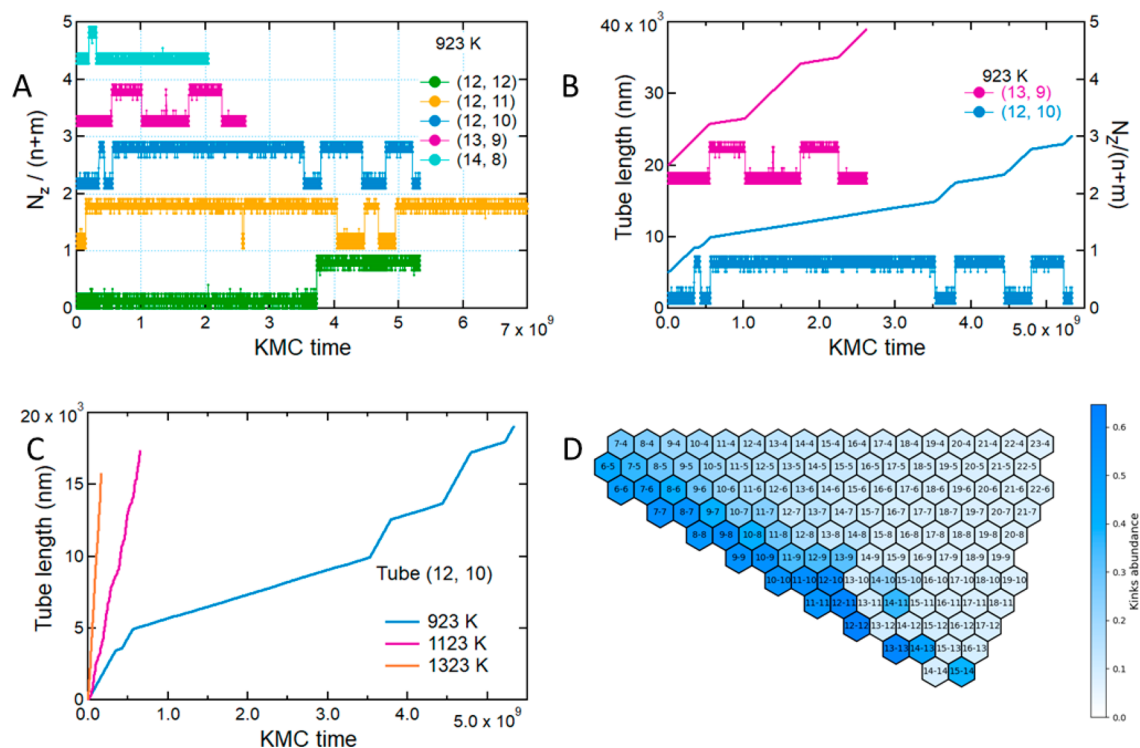 A
5
4
3
2
1
0
N_z / (n+m)
923 K
(12, 12)
(12, 11)
(12, 10)
(13, 9)
(14, 8)
0 1 2 3 4 5 6 7 x 10⁹
KMC time
B
40 x 10³
30
20
10
0
Tube length (nm)
923 K
(13, 9)
(12, 10)
5
4
3
2
1
0
N_z/(n+m)
0.0 1.0 2.0 3.0 4.0 5.0 x 10⁹
KMC time
C
20 x 10³
15
10
5
0
Tube length (nm)
Tube (12, 10)
923 K
1123 K
1323 K
0.0 1.0 2.0 3.0 4.0 5.0 x 10⁹
KMC time
D
7-4 8-4 9-4 10-4 11-4 12-4 13-4 14-4 15-4 16-4 17-4 18-4 19-4 20-4 21-4 22-4 23-4
6-5 7-5 8-5 9-5 10-5 11-5 12-5 13-5 14-5 15-5 16-5 17-5 18-5 19-5 20-5 21-5 22-5
6-6 7-6 8-6 9-6 10-6 11-6 12-6 13-6 14-6 15-6 16-6 17-6 18-6 19-6 20-6 21-6 22-6
7-7 8-7 9-7 10-7 11-7 12-7 13-7 14-7 15-7 16-7 17-7 18-7 19-7 20-7 21-7
8-8 9-8 10-8 11-8 12-8 13-8 14-8 15-8 16-8 17-8 18-8 19-8 20-8
9-9 10-9 11-9 12-9 13-9 14-9 15-9 16-9 17-9 18-9 19-9
10-10 11-10 12-10 13-10 14-10 15-10 16-10 17-10 18-10 19-10
11-11 12-11 13-11 14-11 15-11 16-11 17-11 18-11
12-12 13-12 14-12 15-12 16-12 17-12
13-13 14-13 15-13 16-13
14-14 15-14
0.6
0.5
0.4
0.3
0.2
0.1
0.0
Kinks abundance